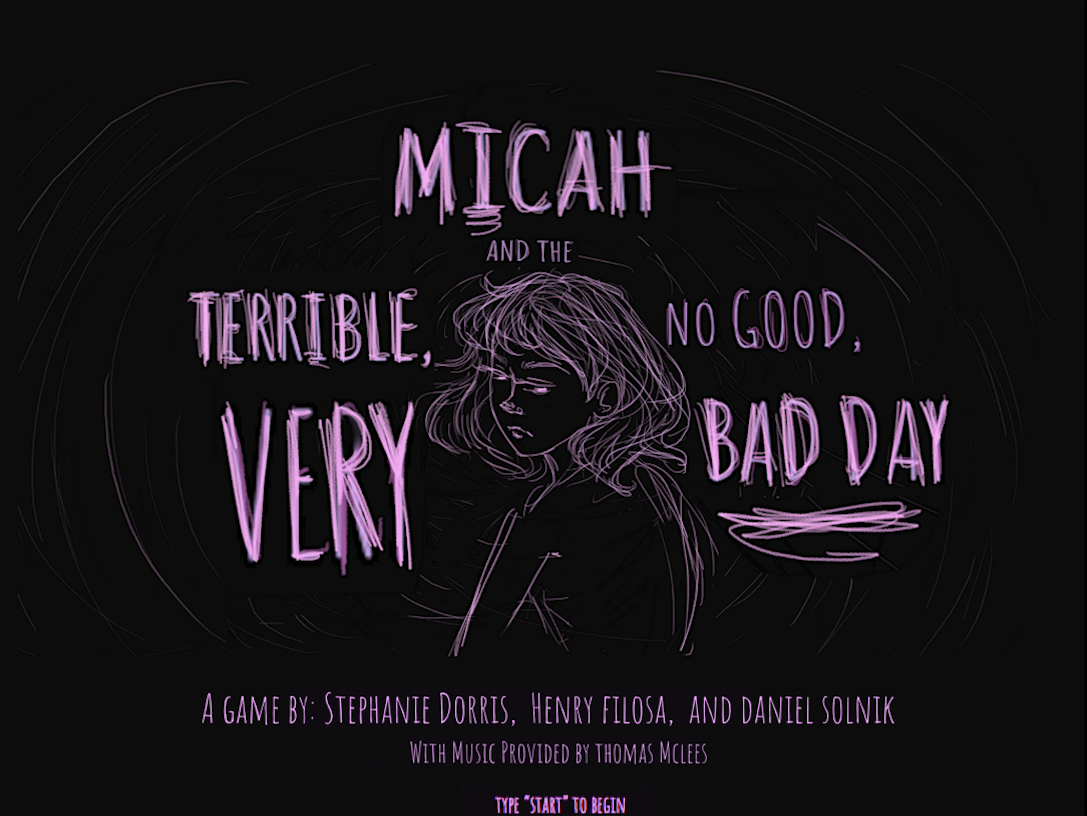 MICAH
AND THE
TERRIBLE, NO GOOD,
VERY BAD DAY
A GAME BY: STEPHANIE DORRIS, HENRY FILOSA, AND DANIEL SOLNIK
WITH MUSIC PROVIDED BY THOMAS MCLEES
TYPE "START" TO BEGIN